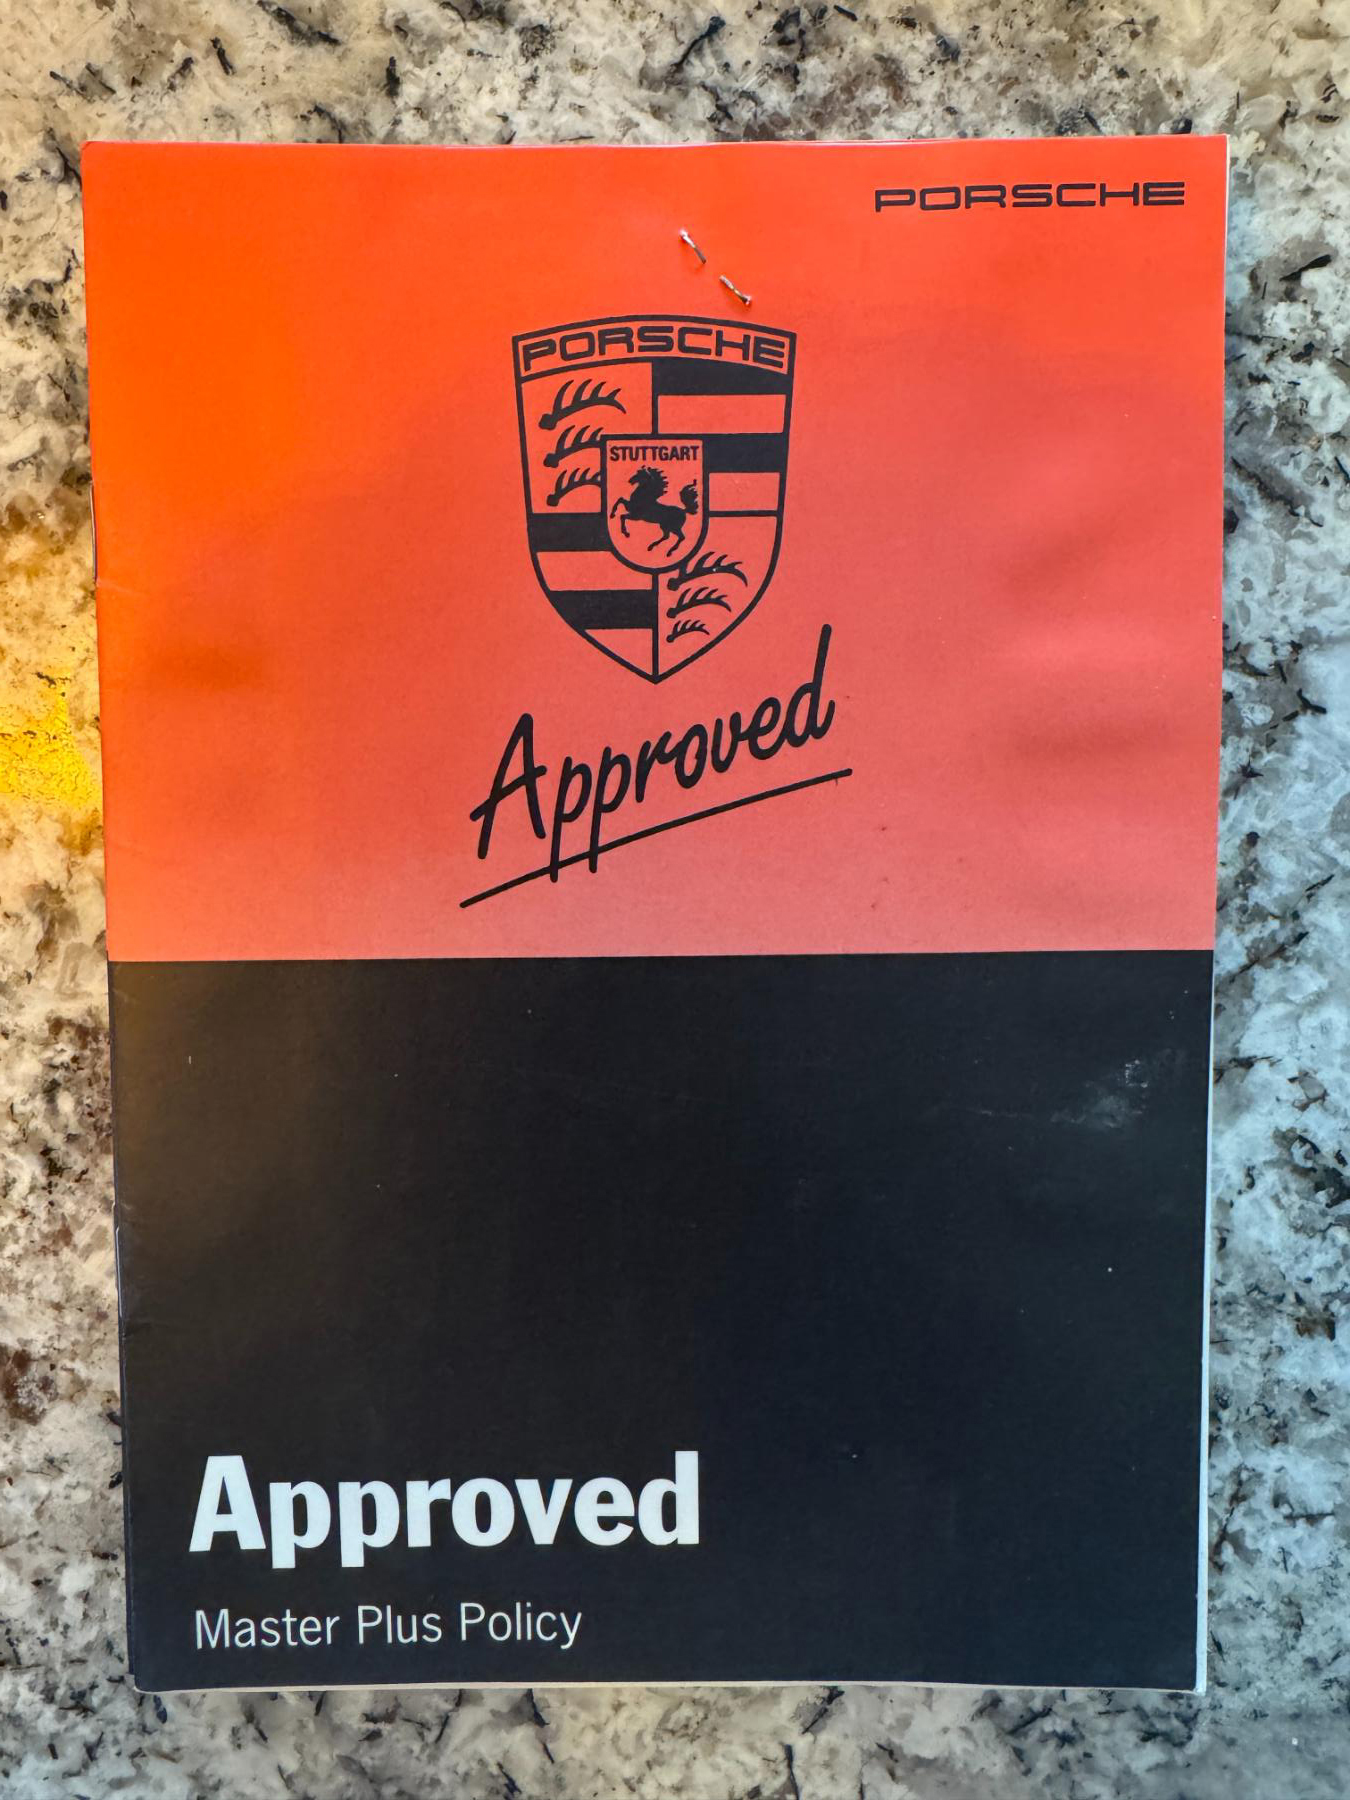 PORSCHE
PORSCHE
STUTTGART
Approved
Approved
Master Plus Policy